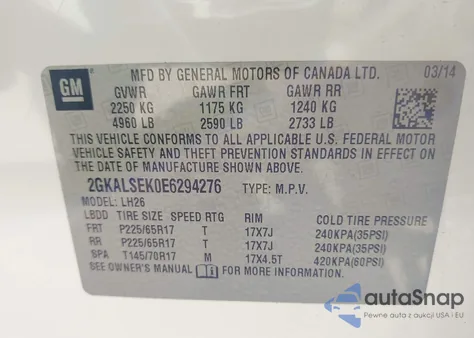 GM
MFD BY GENERAL MOTORS OF CANADA LTD. 03/14
GVWR GAWR FRT GAWR RR
2250 KG 1175 KG 1240 KG
4960 LB 2590 LB 2733 LB
THIS VEHICLE CONFORMS TO ALL APPLICABLE U.S. FEDERAL MOTOR
VEHICLE SAFETY AND THEFT PREVENTION STANDARDS IN EFFECT ON
THE DATE OF MANUFACTURE SHOWN ABOVE.
2GKALSEK0E6294276 TYPE: M.P.V.
MODEL: LH26
LBDD TIRE SIZE SPEED RTG RIM COLD TIRE PRESSURE
FRT P225/65R17 T 17X7J 240KPA(35PSI)
RR P225/65R17 T 17X7J 240KPA(35PSI)
SPA T145/70R17 M 17X4.5T 420KPA(60PSI)
SEE OWNER'S MANUAL FOR MORE INFORMATION
autoSnap
Pewne auta z aukcji USA i EU